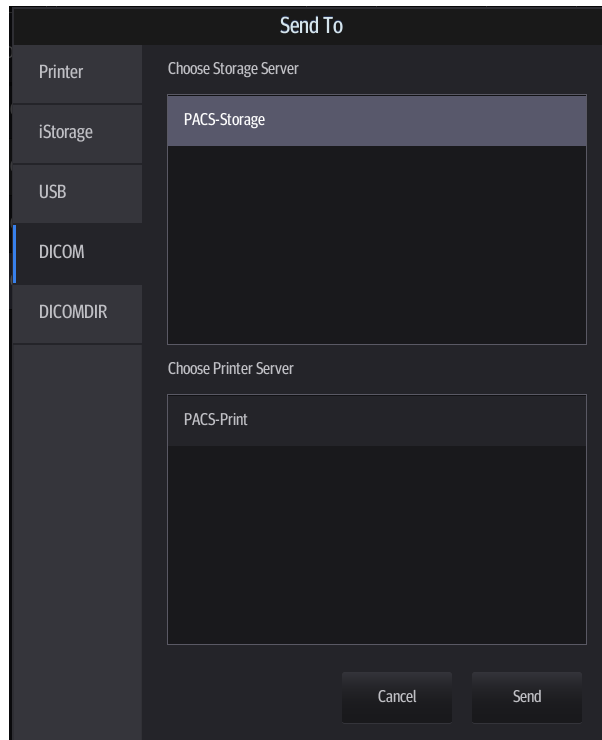 Send To
Printer
iStorage
USB
DICOM
DICOMDIR
Choose Storage Server
PACS-Storage
Choose Printer Server
PACS-Print
Cancel
Send